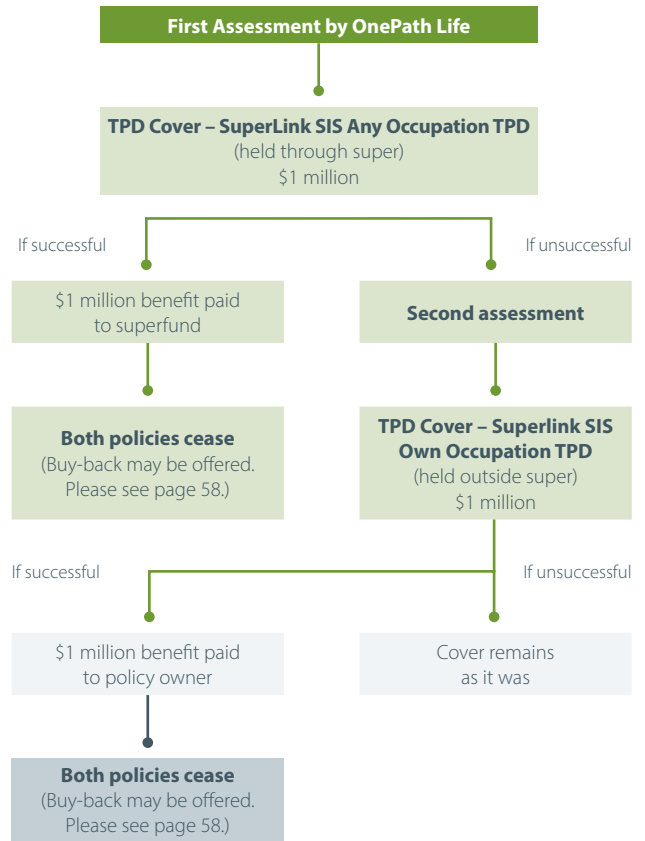 First Assessment by OnePath Life
TPD Cover – SuperLink SIS Any Occupation TPD
(held through super)
$1 million
If successful
If unsuccessful
$1 million benefit paid
to superfund
Second assessment
Both policies cease
(Buy-back may be offered.
Please see page 58.)
TPD Cover – Superlink SIS
Own Occupation TPD
(held outside super)
$1 million
If successful
If unsuccessful
$1 million benefit paid
to policy owner
Cover remains
as it was
Both policies cease
(Buy-back may be offered.
Please see page 58.)